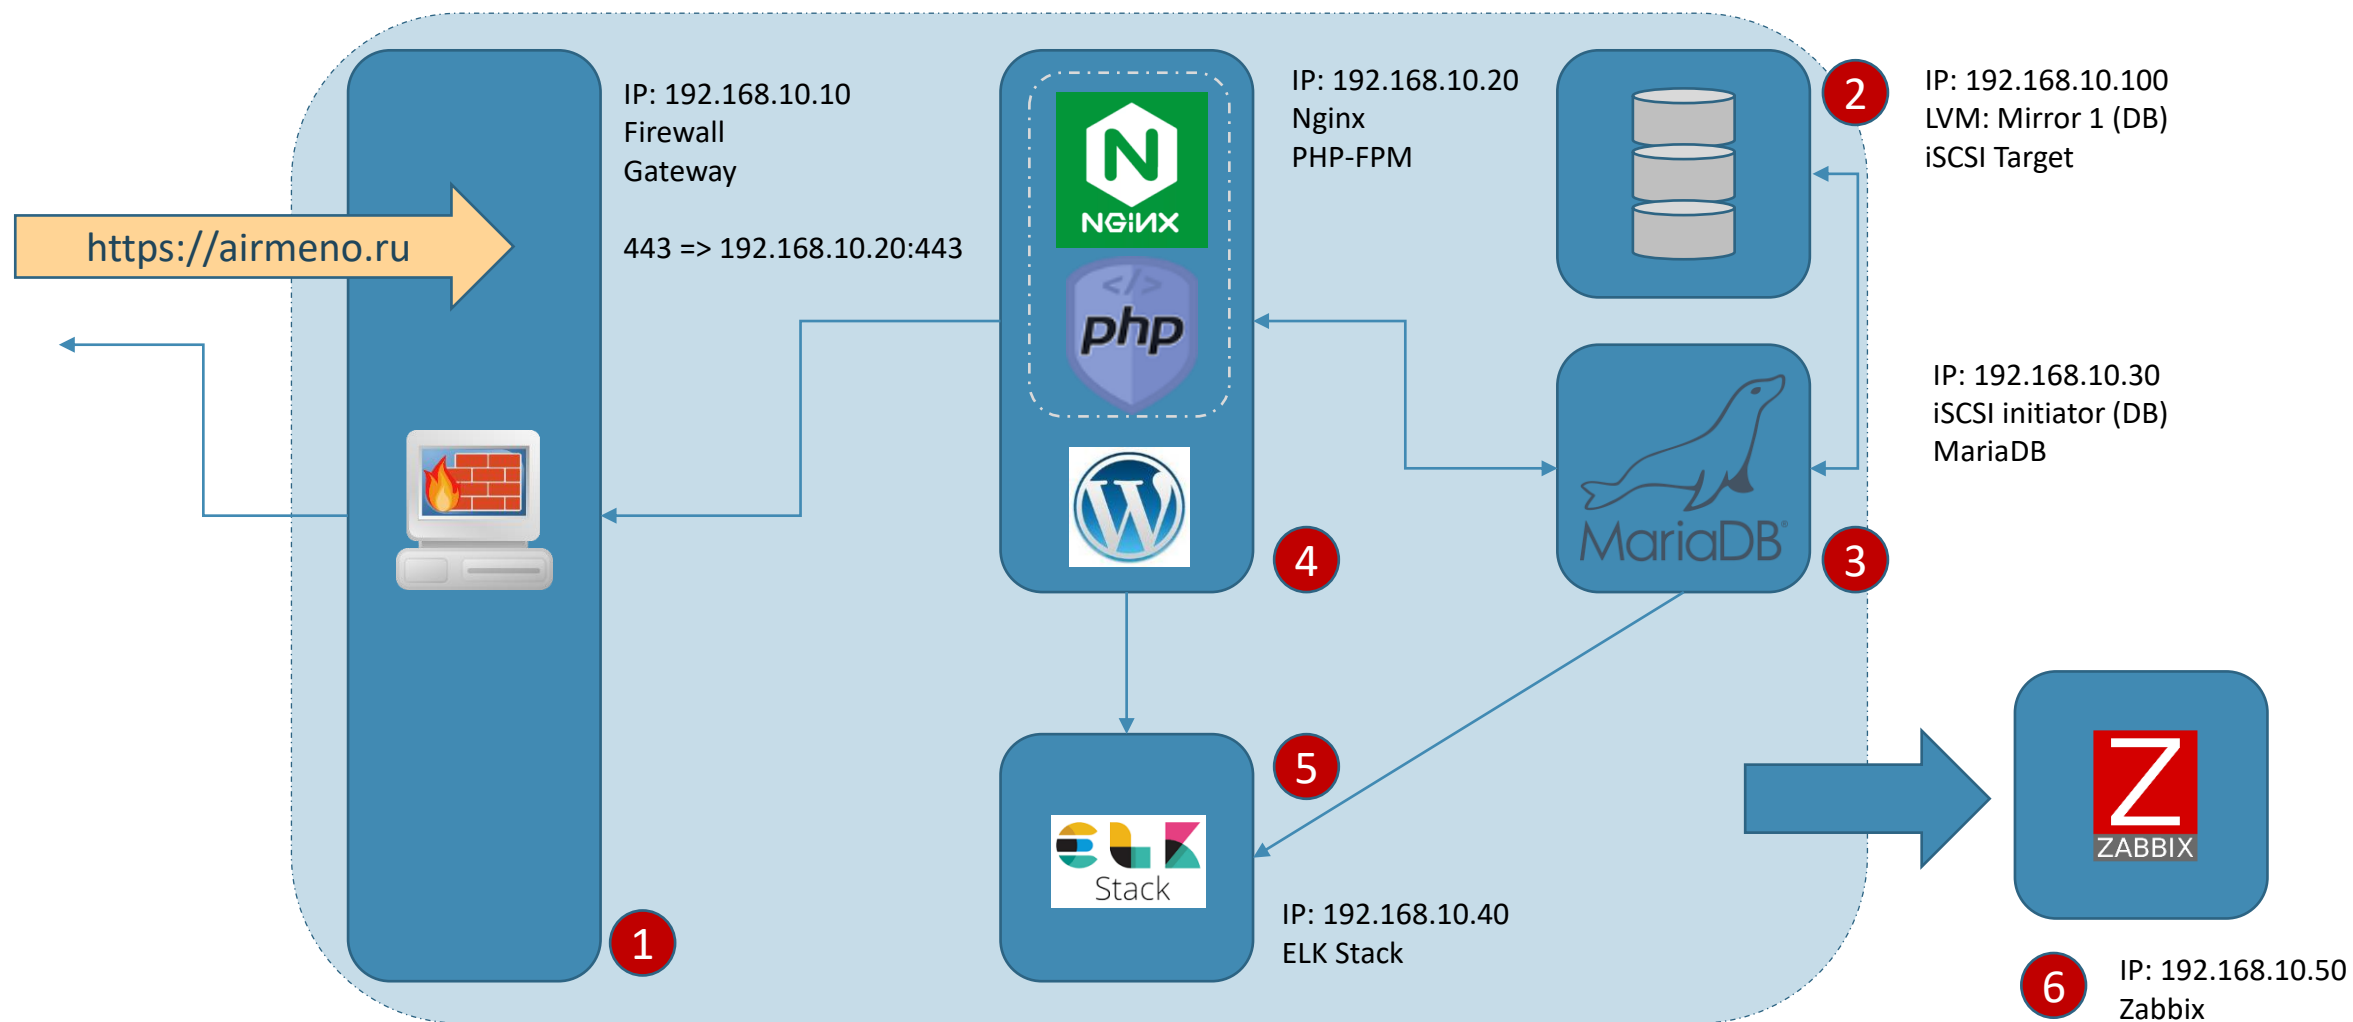 https://airmeno.ru
IP: 192.168.10.10
Firewall
Gateway
443 => 192.168.10.20:443
1
NGINX
</>
php
W
IP: 192.168.10.20
Nginx
PHP-FPM
4
2
IP: 192.168.10.100
LVM: Mirror 1 (DB)
iSCSI Target
MariaDB®
3
IP: 192.168.10.30
iSCSI initiator (DB)
MariaDB
5
ELK
Stack
IP: 192.168.10.40
ELK Stack
Z
ZABBIX
6
IP: 192.168.10.50
Zabbix